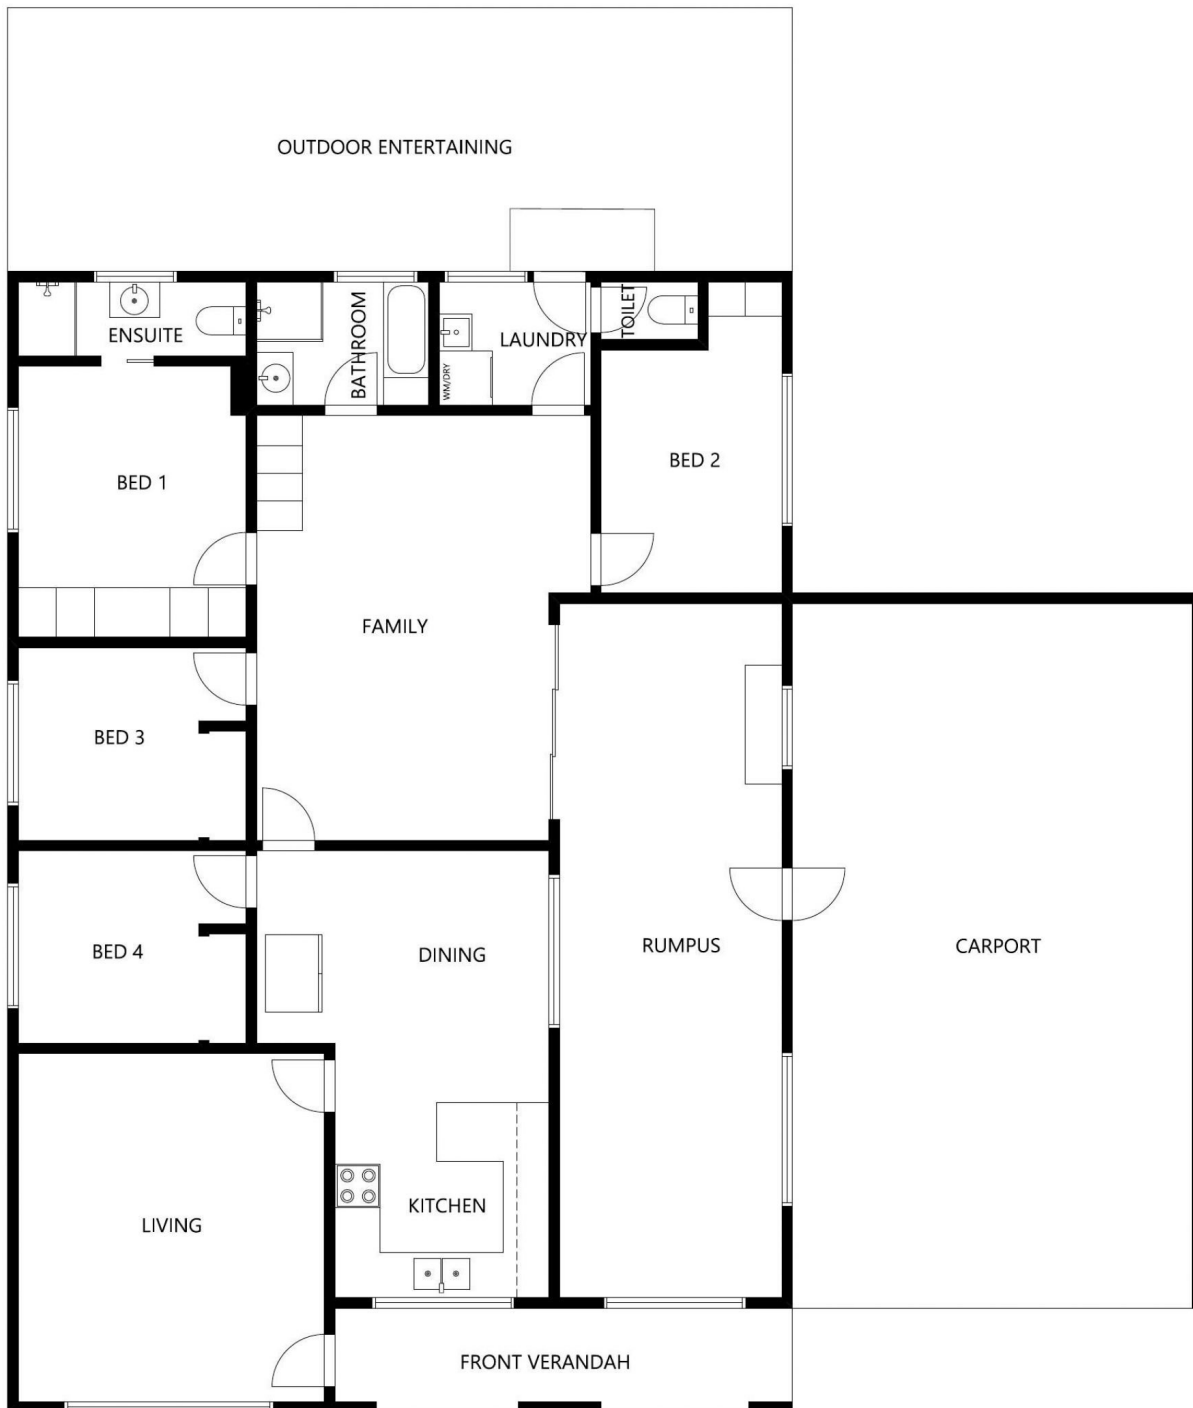 OUTDOOR ENTERTAINING
ENSUITE
BATHROOM
LAUNDRY
TOILET
WM/DRY
BED 1
BED 2
FAMILY
BED 3
BED 4
DINING
RUMPUS
CARPORT
KITCHEN
LIVING
FRONT VERANDAH